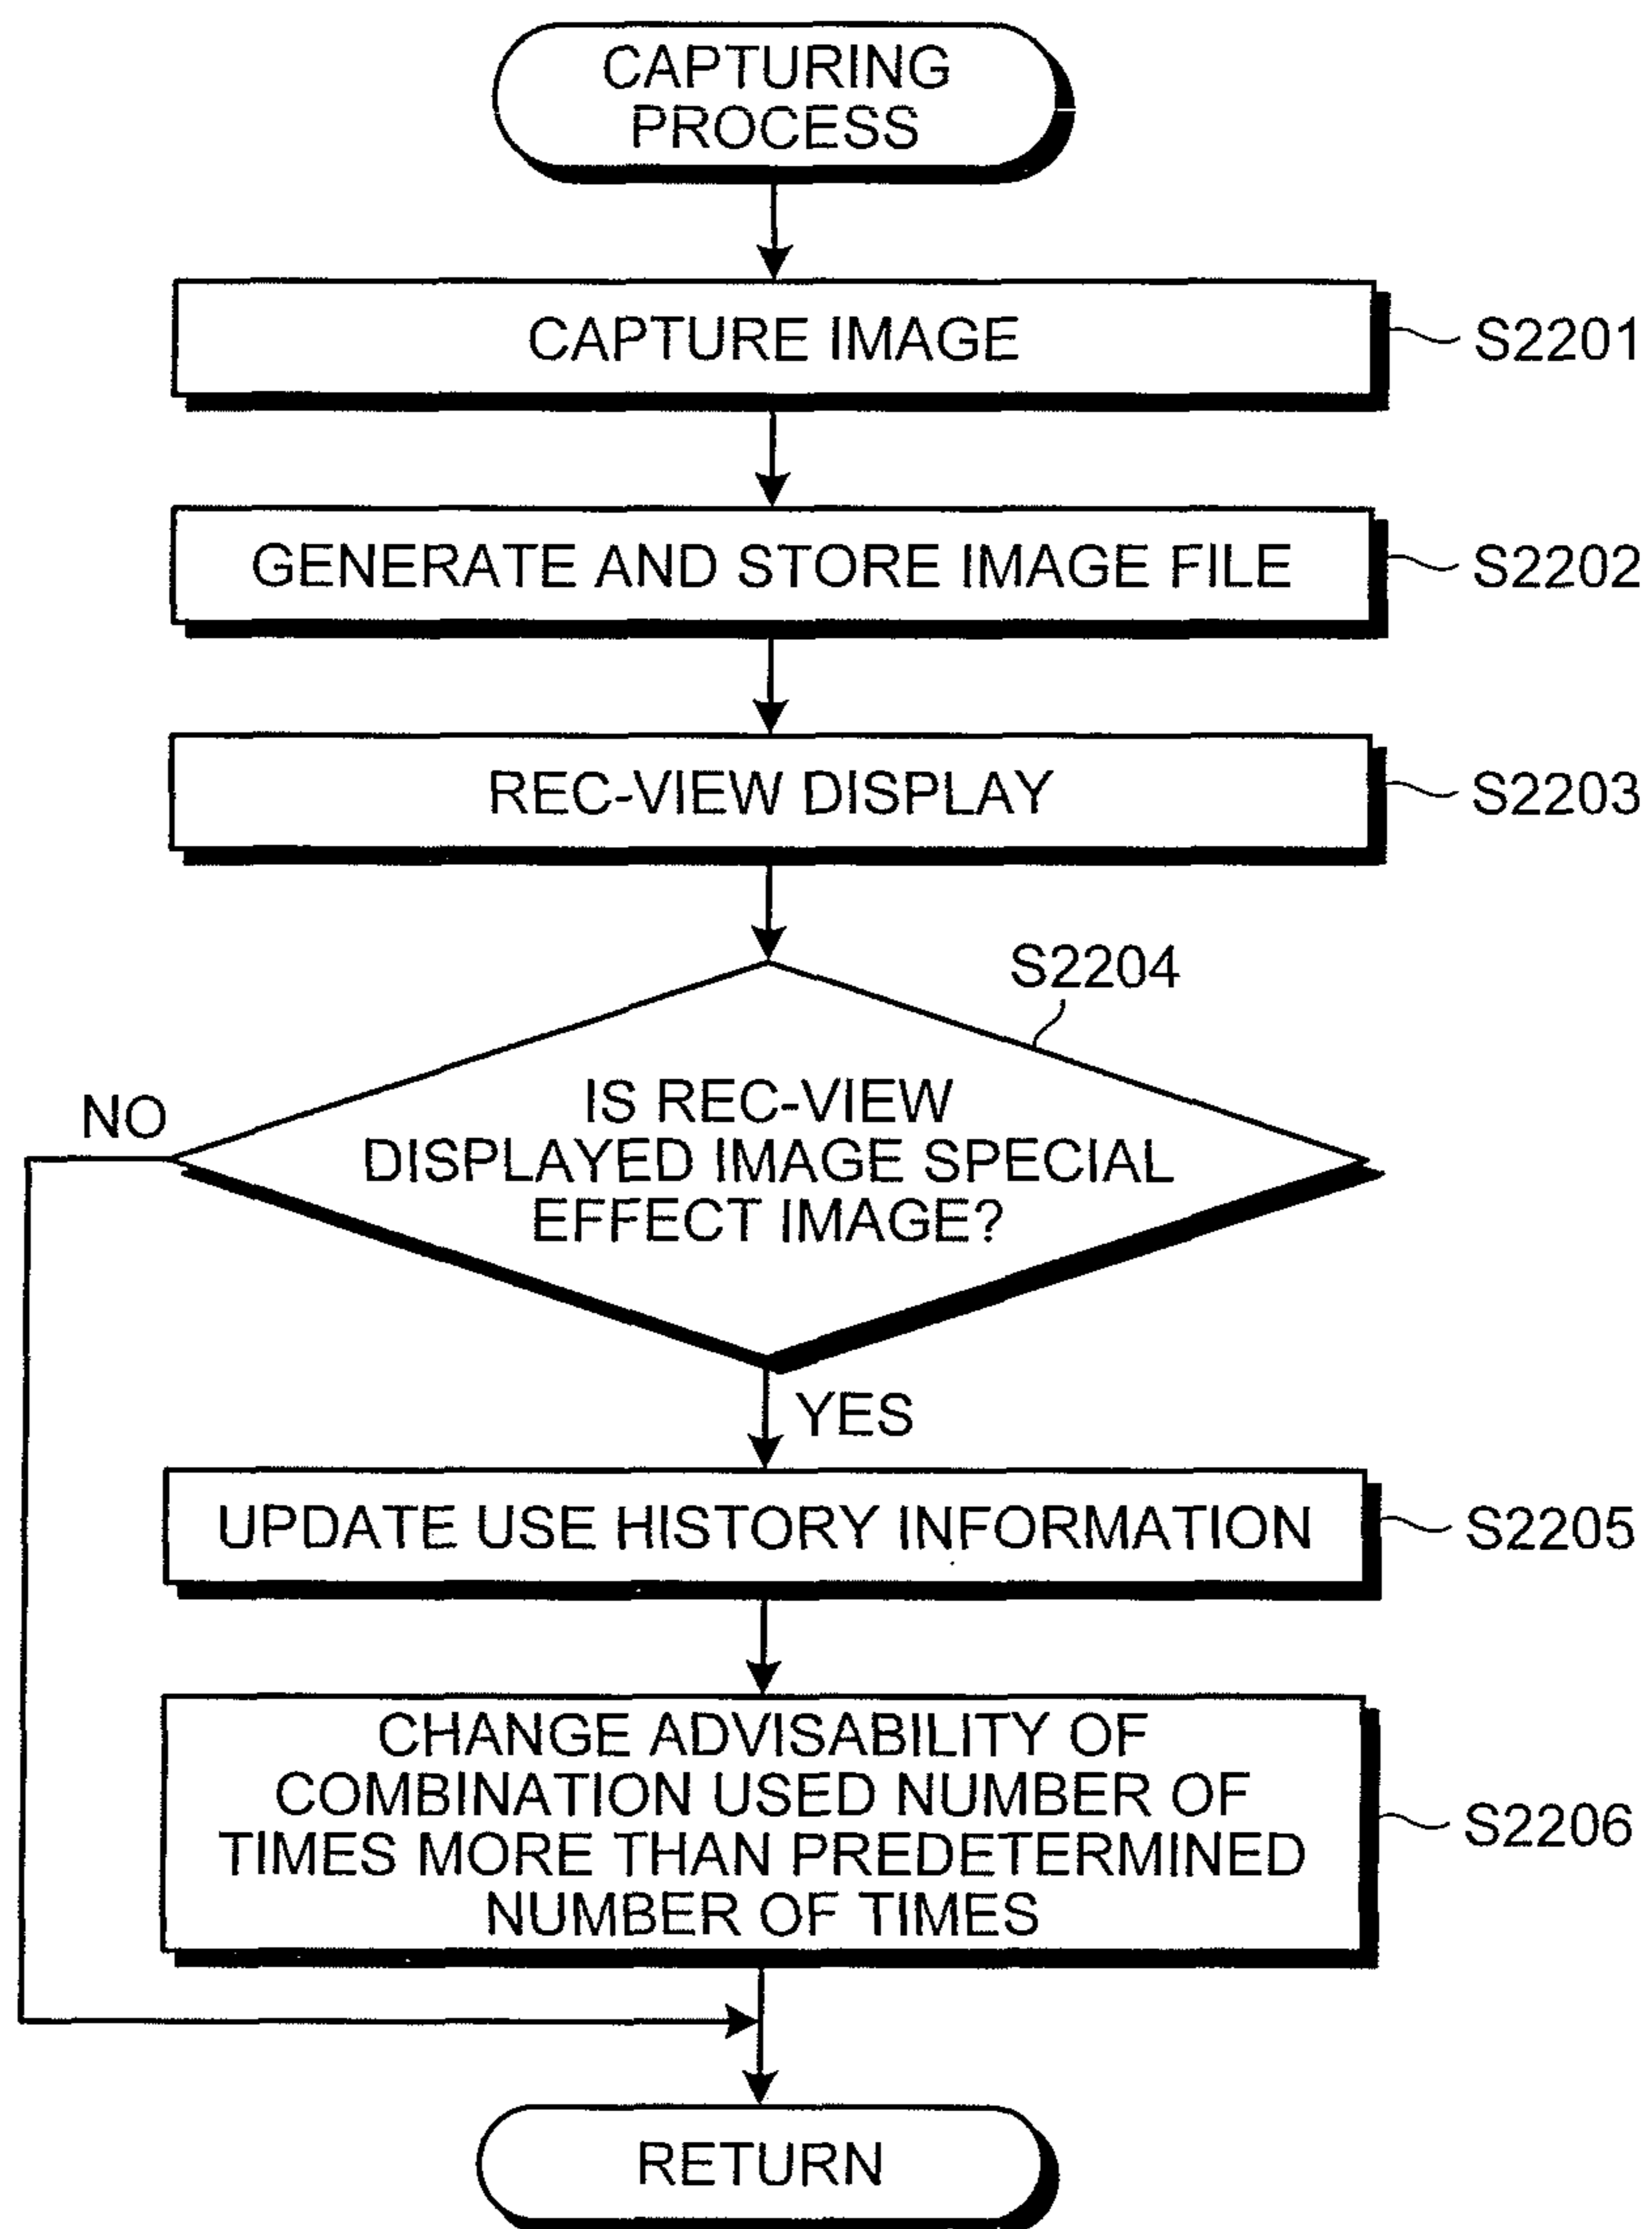 CAPTURING
PROCESS
CAPTURE IMAGE
S2201
GENERATE AND STORE IMAGE FILE
S2202
REC-VIEW DISPLAY
S2203
S2204
IS REC-VIEW
DISPLAYED IMAGE SPECIAL
EFFECT IMAGE?
NO
YES
UPDATE USE HISTORY INFORMATION
S2205
CHANGE ADVISABILITY OF
COMBINATION USED NUMBER OF
TIMES MORE THAN PREDETERMINED
NUMBER OF TIMES
S2206
RETURN